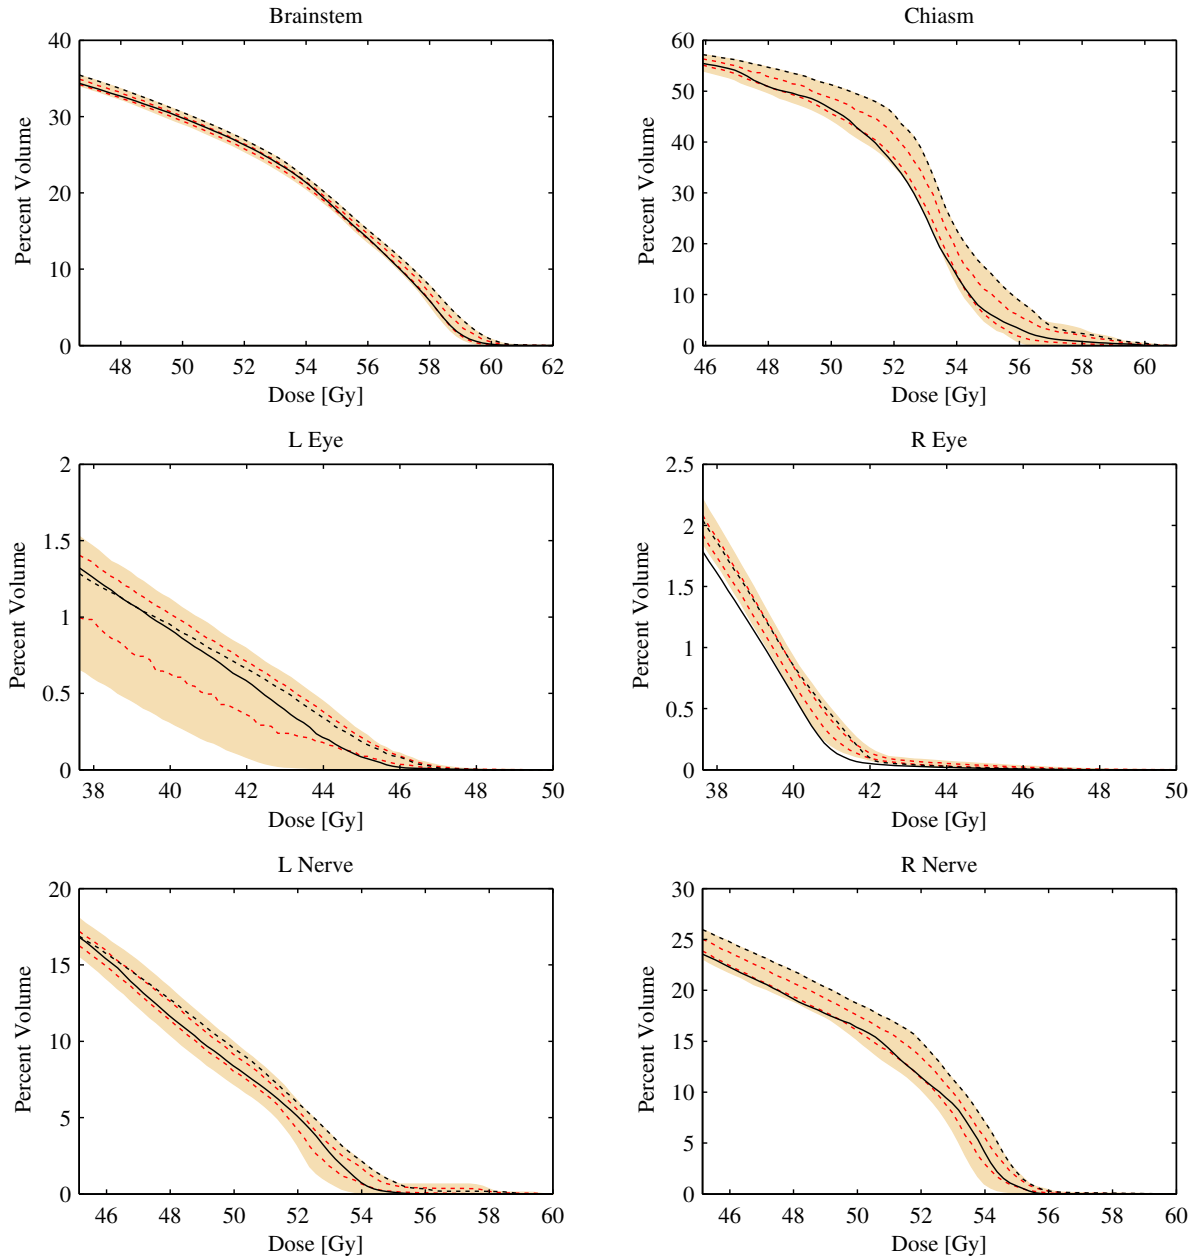 Brainstem
Chiasm
40
30
20
10
0
Percent Volume
48 50 52 54 56 58 60 62
Dose [Gy]
60
50
40
30
20
10
0
Percent Volume
46 48 50 52 54 56 58 60
Dose [Gy]
L Eye
R Eye
2
1.5
1
0.5
0
Percent Volume
38 40 42 44 46 48 50
Dose [Gy]
2.5
2
1.5
1
0.5
0
Percent Volume
38 40 42 44 46 48 50
Dose [Gy]
L Nerve
R Nerve
20
15
10
5
0
Percent Volume
46 48 50 52 54 56 58 60
Dose [Gy]
30
25
20
15
10
5
0
Percent Volume
46 48 50 52 54 56 58 60
Dose [Gy]